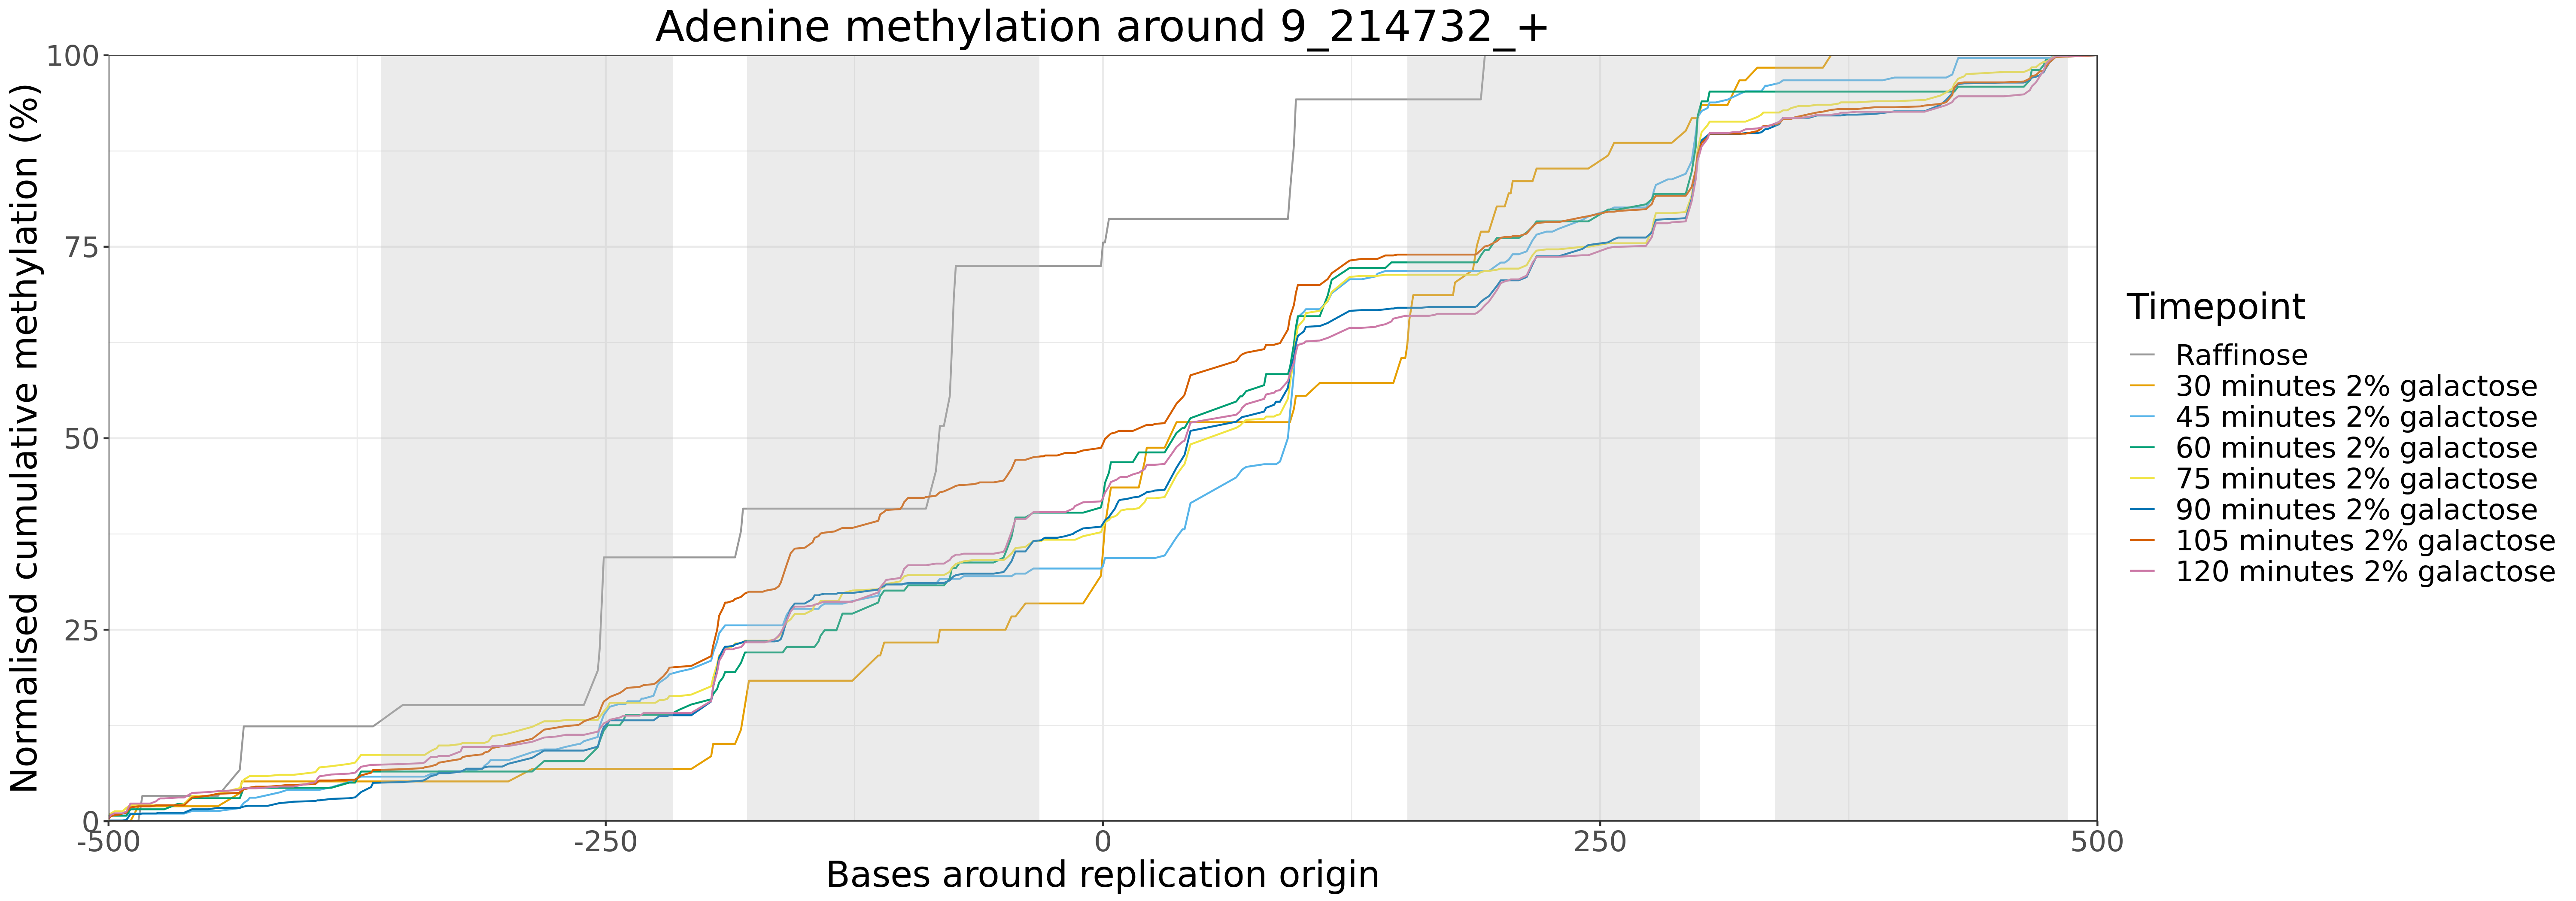 Adenine methylation around 9_214732_+
Normalised cumulative methylation (%)
100
75
50
25
0
-500
-250
0
250
500
Bases around replication origin
Timepoint
Raffinose
30 minutes 2% galactose
45 minutes 2% galactose
60 minutes 2% galactose
75 minutes 2% galactose
90 minutes 2% galactose
105 minutes 2% galactose
120 minutes 2% galactose